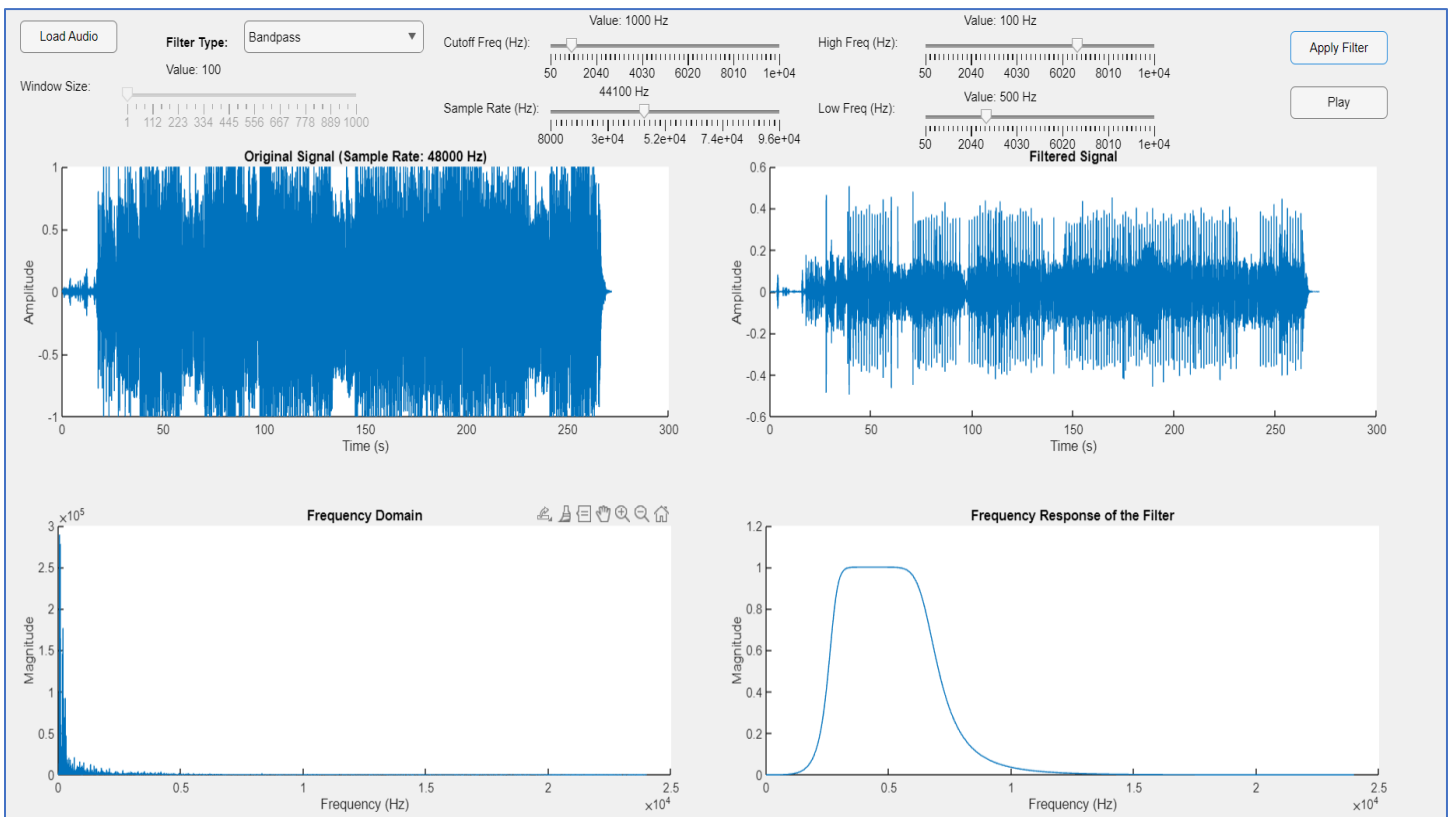 Load Audio
Filter Type:
Bandpass
Value: 100
Window Size:
1 112 223 334 445 556 667 778 889 1000
Value: 1000 Hz
Cutoff Freq (Hz):
50 2040 4030 6020 8010 1e+04
44100 Hz
Sample Rate (Hz):
8000 3e+04 5.2e+04 7.4e+04 9.6e+04
Value: 100 Hz
High Freq (Hz):
50 2040 4030 6020 8010 1e+04
Value: 500 Hz
Low Freq (Hz):
50 2040 4030 6020 8010 1e+04
Apply Filter
Play
Original Signal (Sample Rate: 48000 Hz)
Amplitude
1
0.5
0
-0.5
-1
0 50 100 150 200 250 300
Time (s)
Filtered Signal
Amplitude
0.6
0.4
0.2
0
-0.2
-0.4
-0.6
0 50 100 150 200 250 300
Time (s)
Frequency Domain
×10^5
Magnitude
3
2.5
2
1.5
1
0.5
0
0 0.5 1 1.5 2 2.5
Frequency (Hz)
×10^4
Frequency Response of the Filter
Magnitude
1.2
1
0.8
0.6
0.4
0.2
0
0 0.5 1 1.5 2 2.5
Frequency (Hz)
×10^4